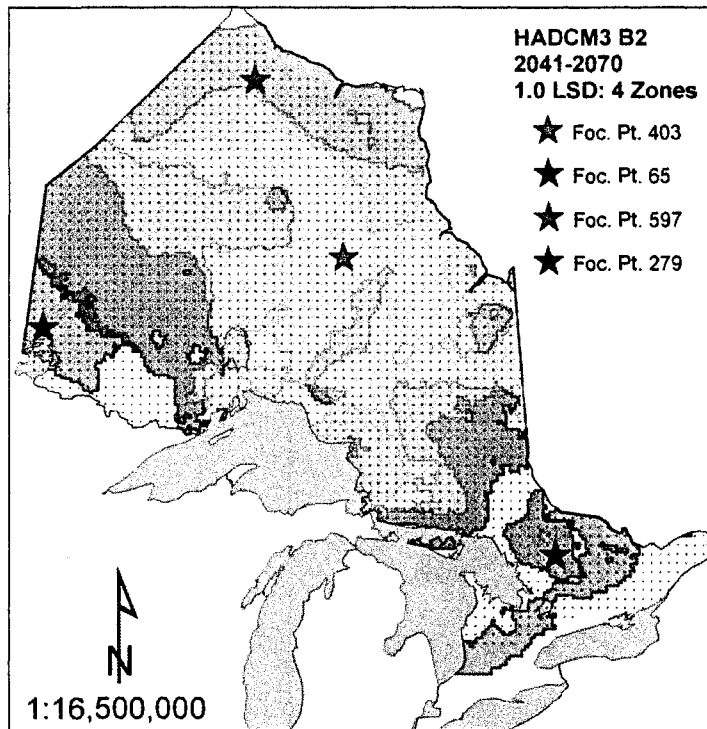 HADCM3 B2
2041-2070
1.0 LSD: 4 Zones
Foc. Pt. 403
Foc. Pt. 65
Foc. Pt. 597
Foc. Pt. 279
N
1:16,500,000